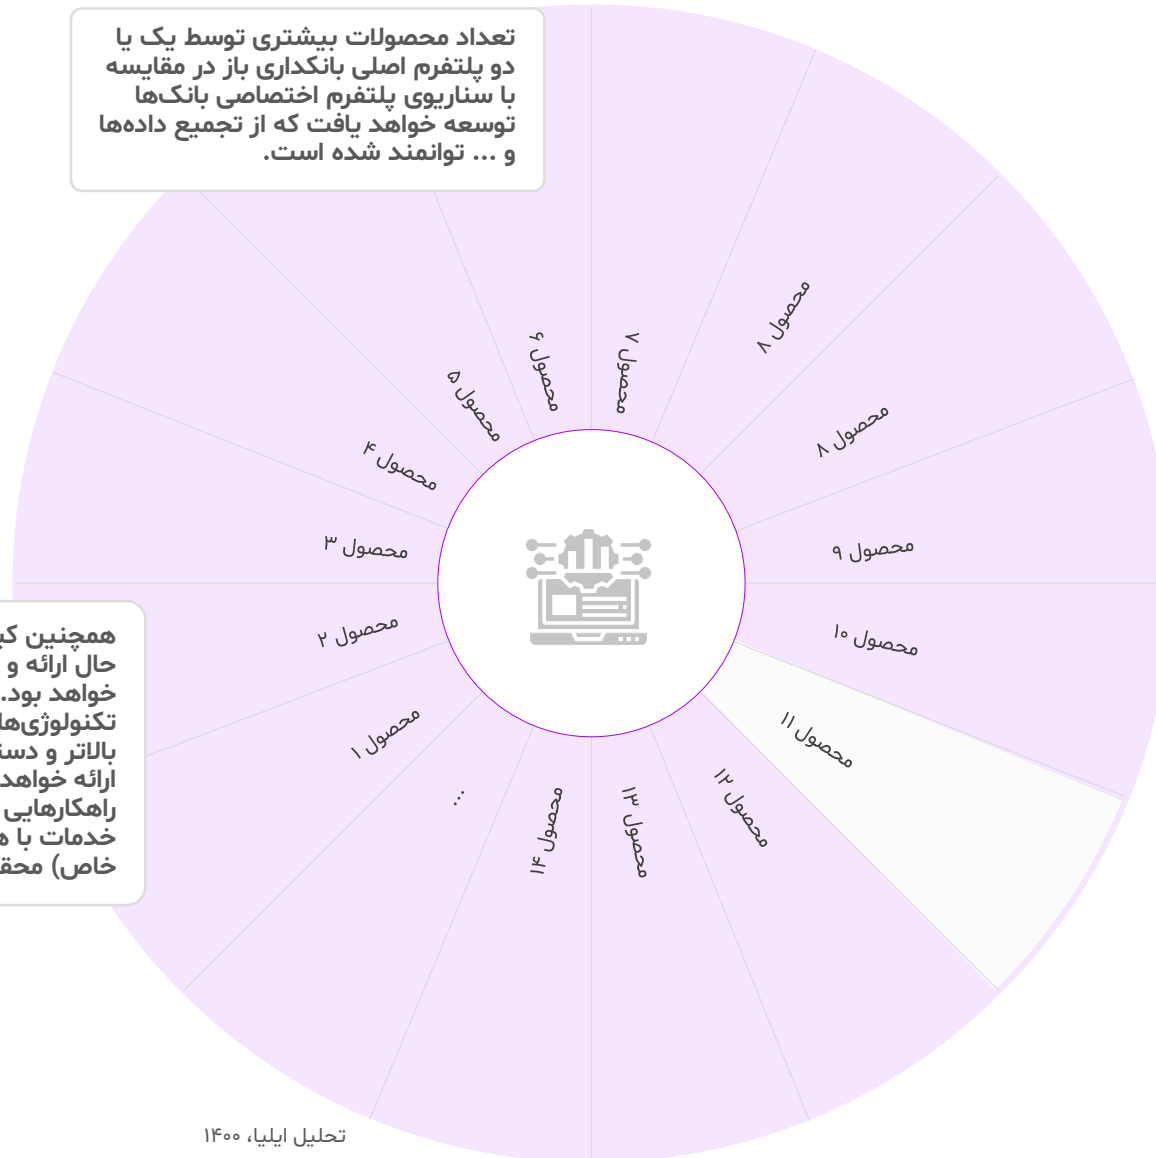 تعداد محصولات بیشتری توسط یک یا
دو پلتفرم اصلی بانکداری باز در مقایسه
با سناریوی پلتفرم اختصاصی بانک‌ها
توسعه خواهد یافت که از تجمیع داده‌ها
و ... توانمند شده است.
محصول ۷
محصول ۸
محصول ۸
محصول ۹
محصول ۱۰
محصول ۱۱
محصول ۱۲
محصول ۱۳
محصول ۱۴
...
محصول ۱
محصول ۲
محصول ۳
محصول ۴
محصول ۵
محصول ۶
همچنین
حال ارائه و
خواهد بود.
تکنولوژی‌ها
بالاتر و
ارائه خواهد
راهکارهایی
خدمات با
خاص)
تحلیل ایلیا، ۱۴۰۰